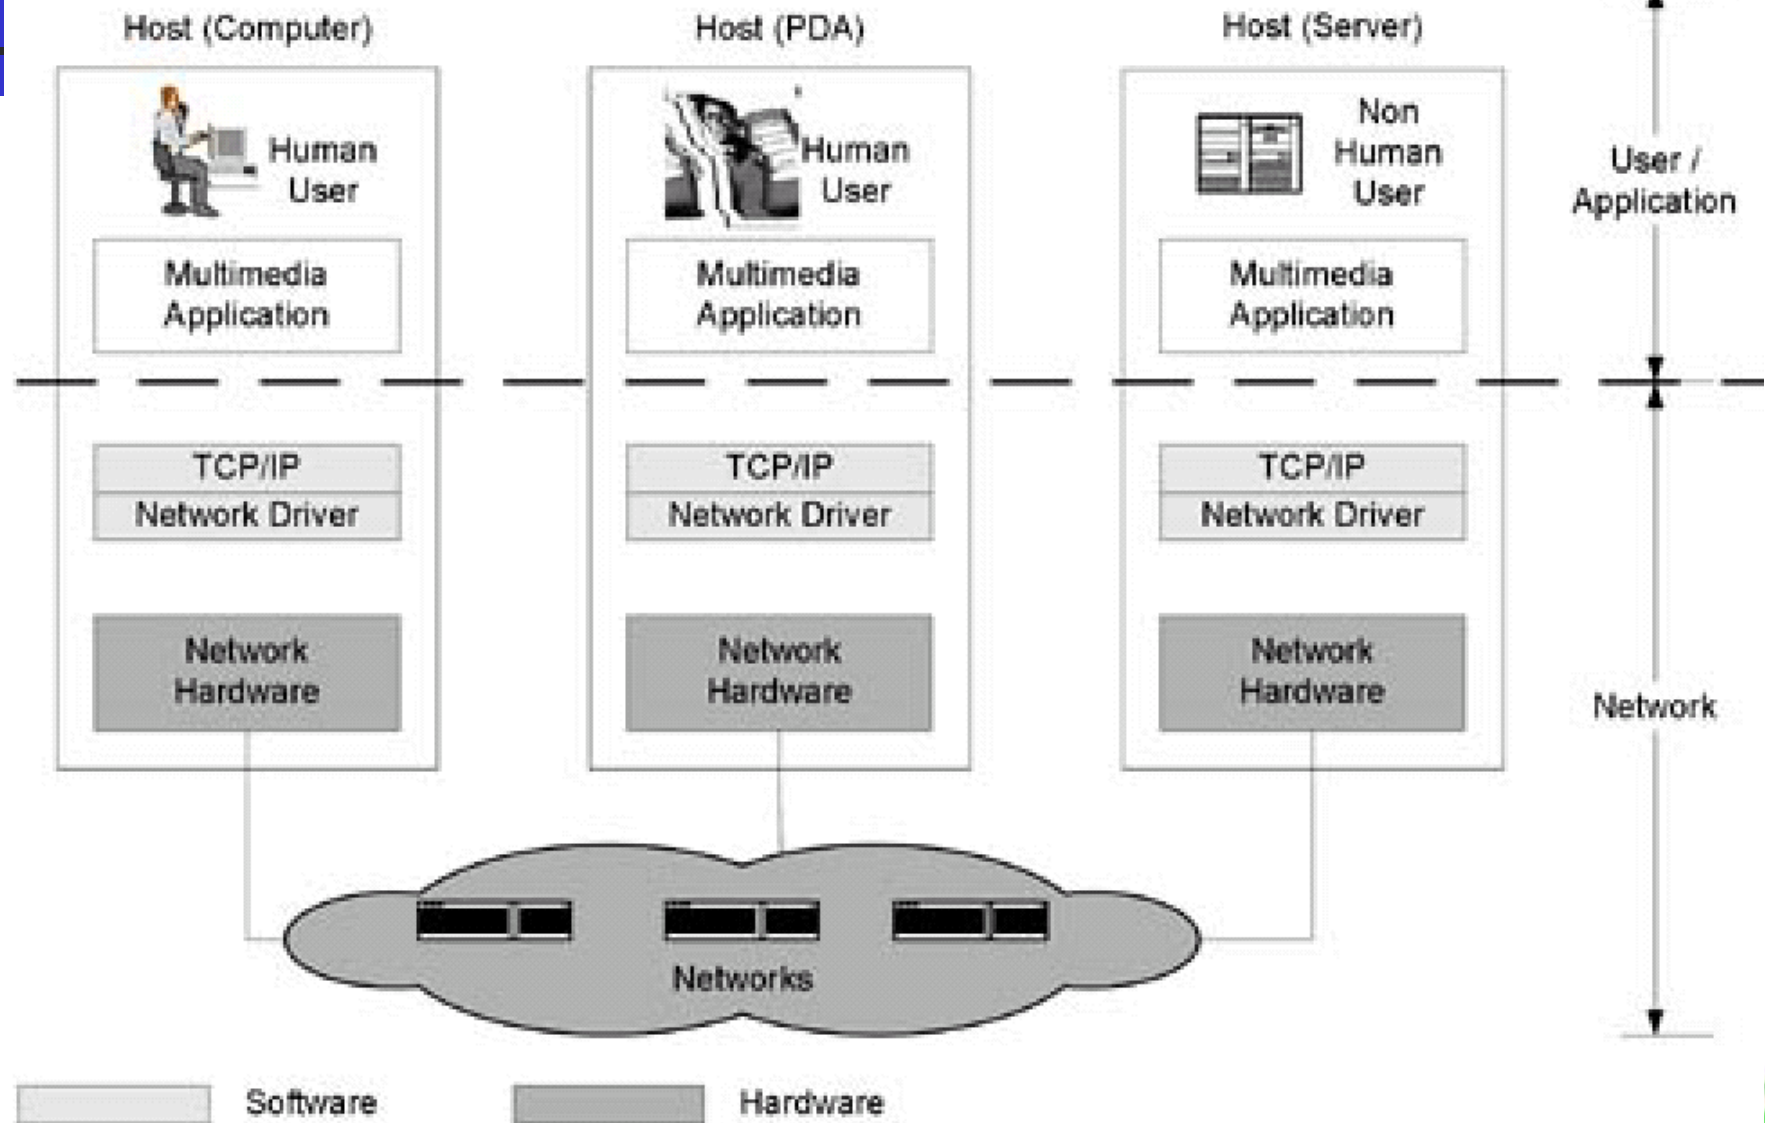 Host (Computer)
Host (PDA)
Host (Server)
Human
User
Human
User
Non
Human
User
User /
Application
Multimedia
Application
Multimedia
Application
Multimedia
Application
TCP/IP
Network Driver
TCP/IP
Network Driver
TCP/IP
Network Driver
Network
Hardware
Network
Hardware
Network
Hardware
Network
Networks
Software
Hardware